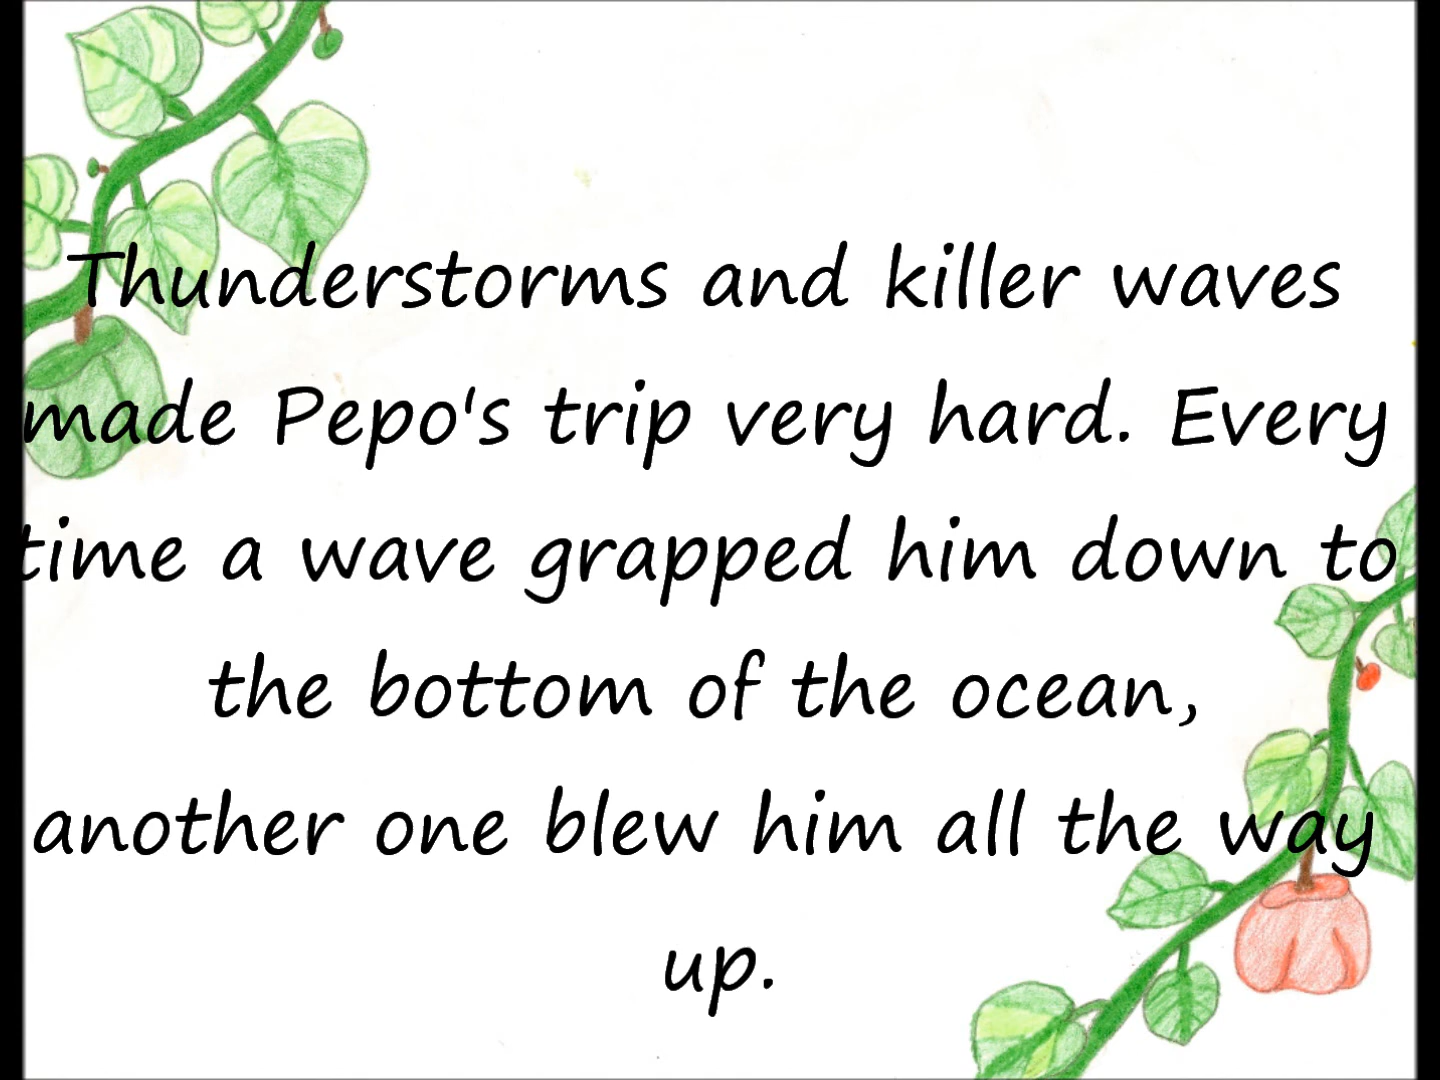 Thunderstorms and killer waves
made Pepo's trip very hard. Every
time a wave grapped him down to
the bottom of the ocean,
another one blew him all the way
up.